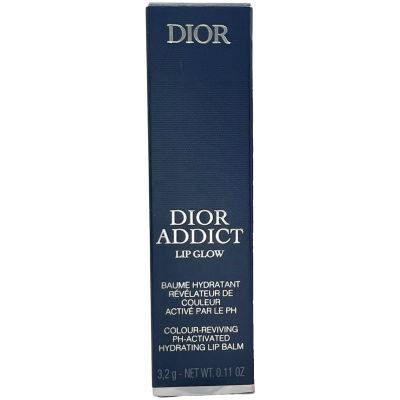 DIOR
DIOR
ADDICT
LIP GLOW
BAUME HYDRATANT
RÉVÉLATEUR DE
COULEUR
ACTIVÉ PAR LE PH
COLOUR-REVIVING
PH-ACTIVATED
HYDRATING LIP BALM
3,2 g - NET WT. 0.11 OZ